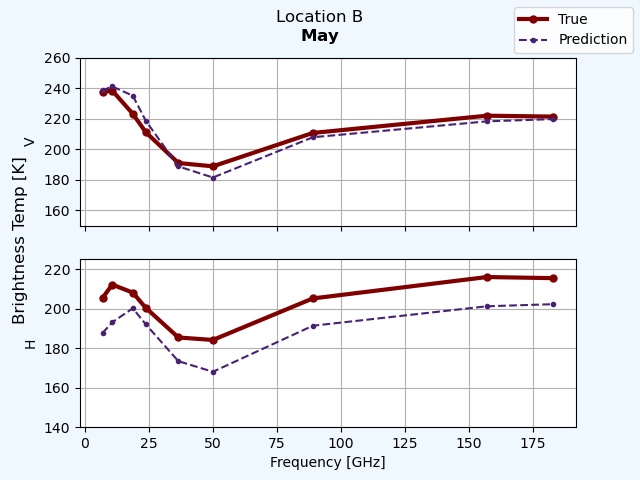 Location B
May
True
Prediction
Brightness Temp [K]
V
260
240
220
200
180
160
H
220
200
180
160
140
0
25
50
75
100
125
150
175
Frequency [GHz]